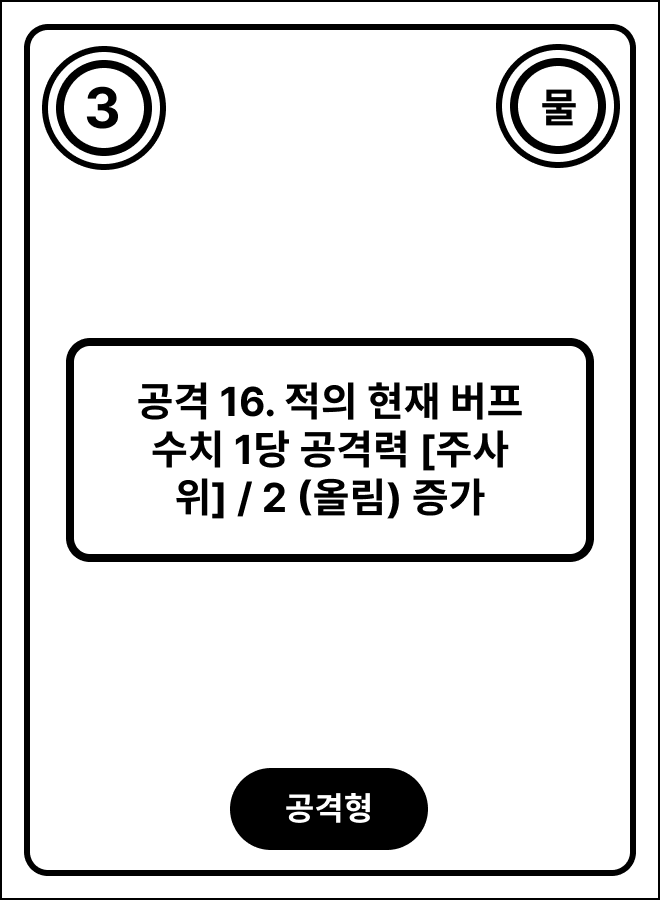 3
물
공격 16. 적의 현재 버프
수치 1당 공격력 [주사
위] / 2 (올림) 증가
공격형